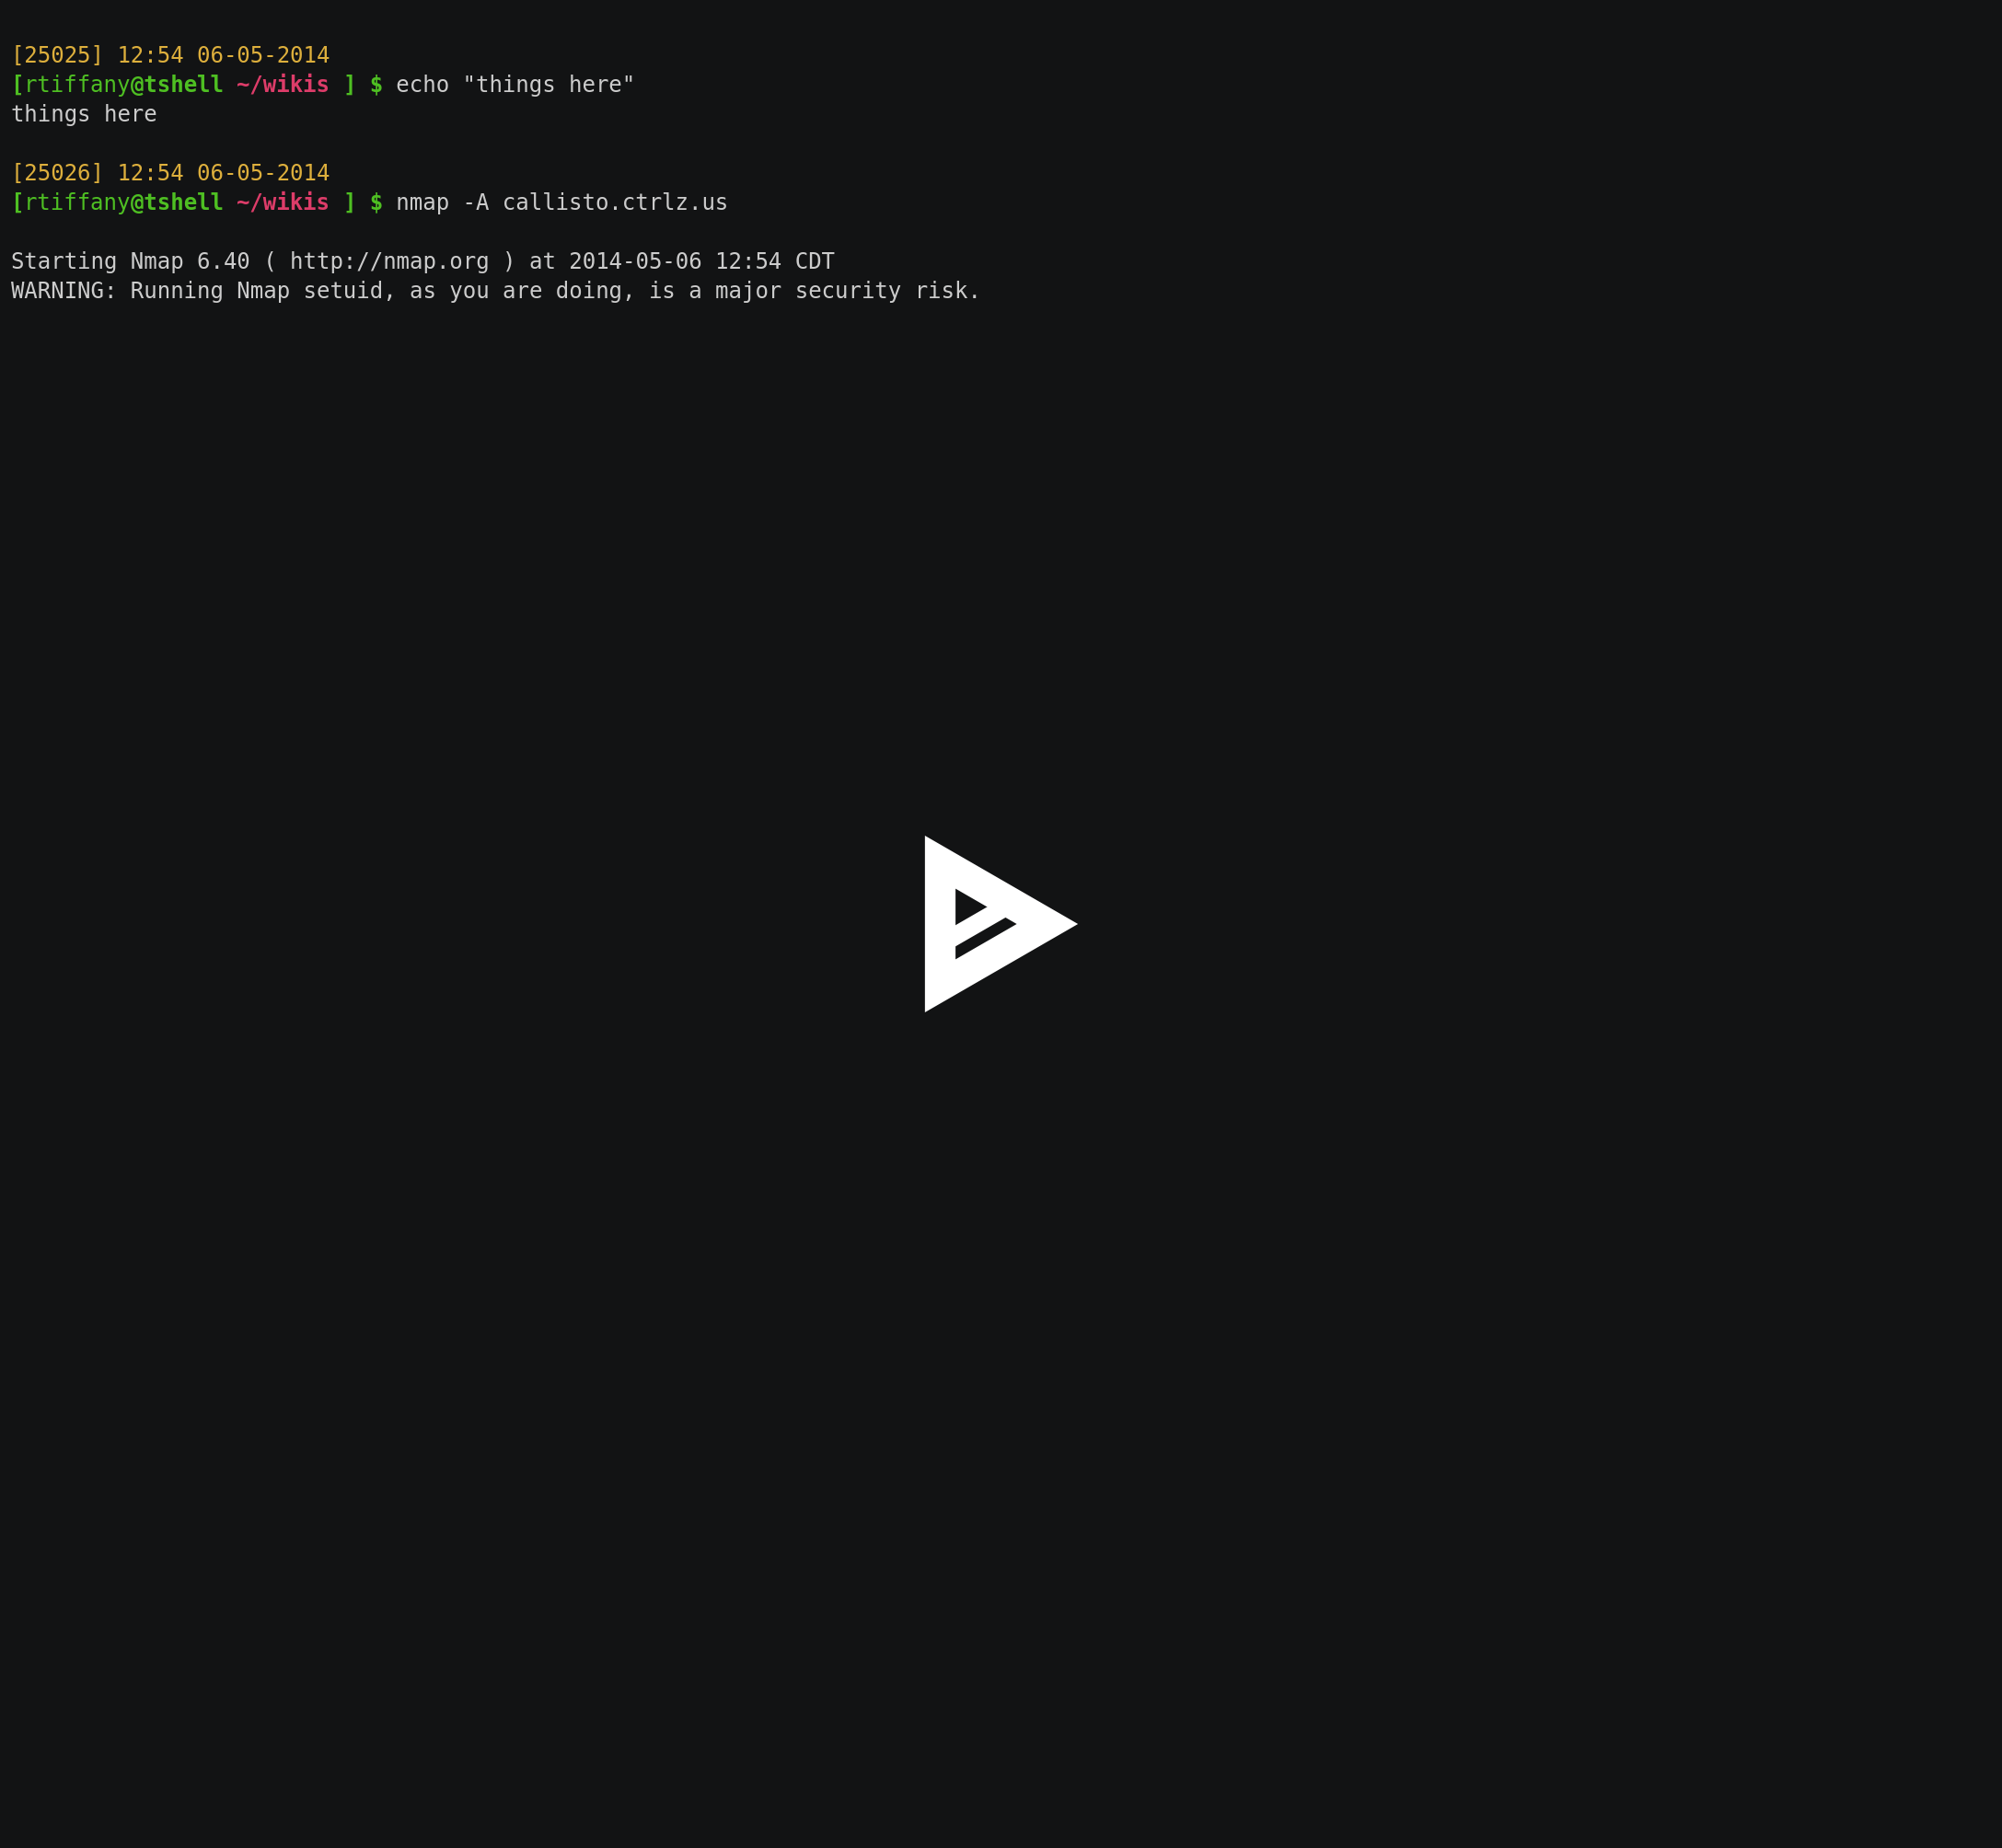 [25025] 12:54 06-05-2014
[rtiffany@tshell ~/wikis ] $ echo "things here"
things here
[25026] 12:54 06-05-2014
[rtiffany@tshell ~/wikis ] $ nmap -A callisto.ctrlz.us
Starting Nmap 6.40 ( http://nmap.org ) at 2014-05-06 12:54 CDT
WARNING: Running Nmap setuid, as you are doing, is a major security risk.